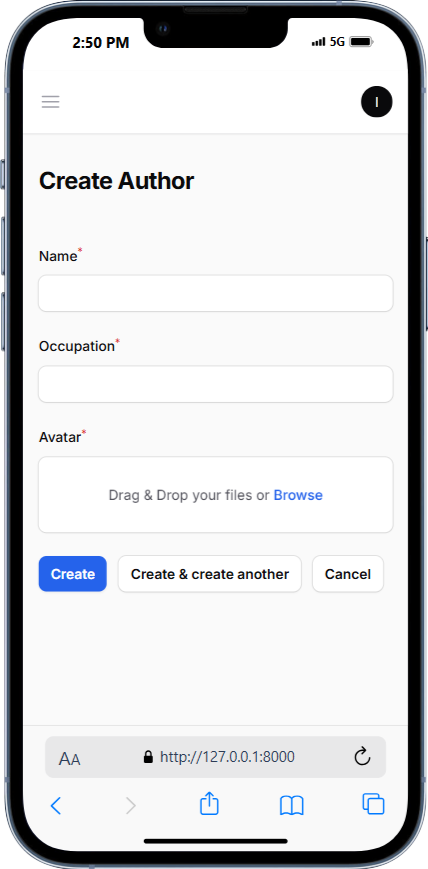 2:50 PM 5G
I
Create Author
Name*
Occupation*
Avatar*
Drag & Drop your files or Browse
Create Create & create another Cancel
AA http://127.0.0.1:8000